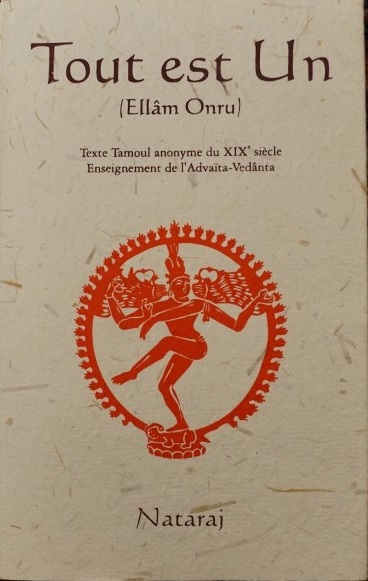 Tout est Un
(Ellâm Onru)
Texte Tamoul anonyme du XIXᵉ siècle
Enseignement de l'Advaïta-Vedânta
Nataraj